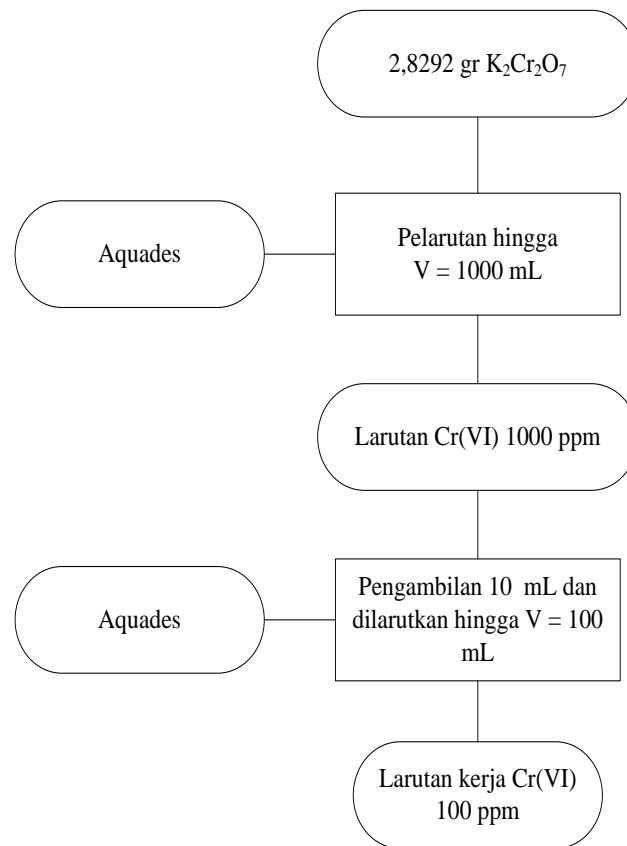 2,8292 gr K₂Cr₂O₇
Aquades
Pelarutan hingga
V = 1000 mL
Larutan Cr(VI) 1000 ppm
Aquades
Pengambilan 10 mL dan
dilarutkan hingga V = 100
mL
Larutan kerja Cr(VI)
100 ppm